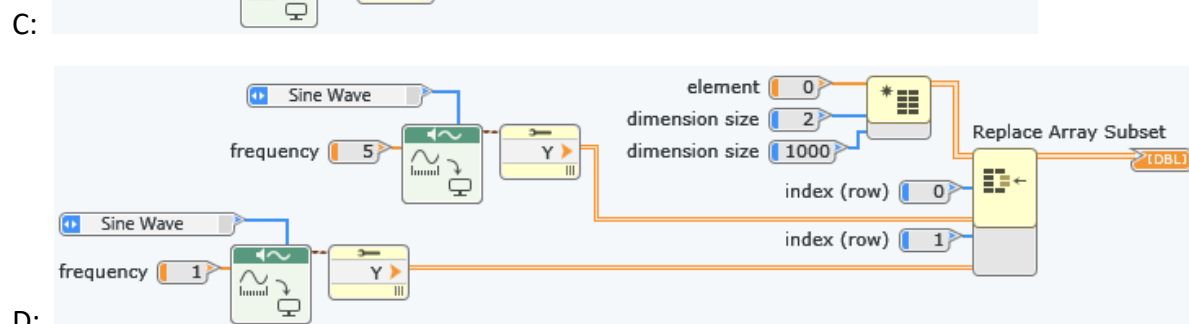 C:
element 0
Sine Wave
dimension size 2
Replace Array Subset
frequency 5
Y
dimension size 1000
[DBL]
index (row) 0
Sine Wave
index (row) 1
frequency 1
Y
D: